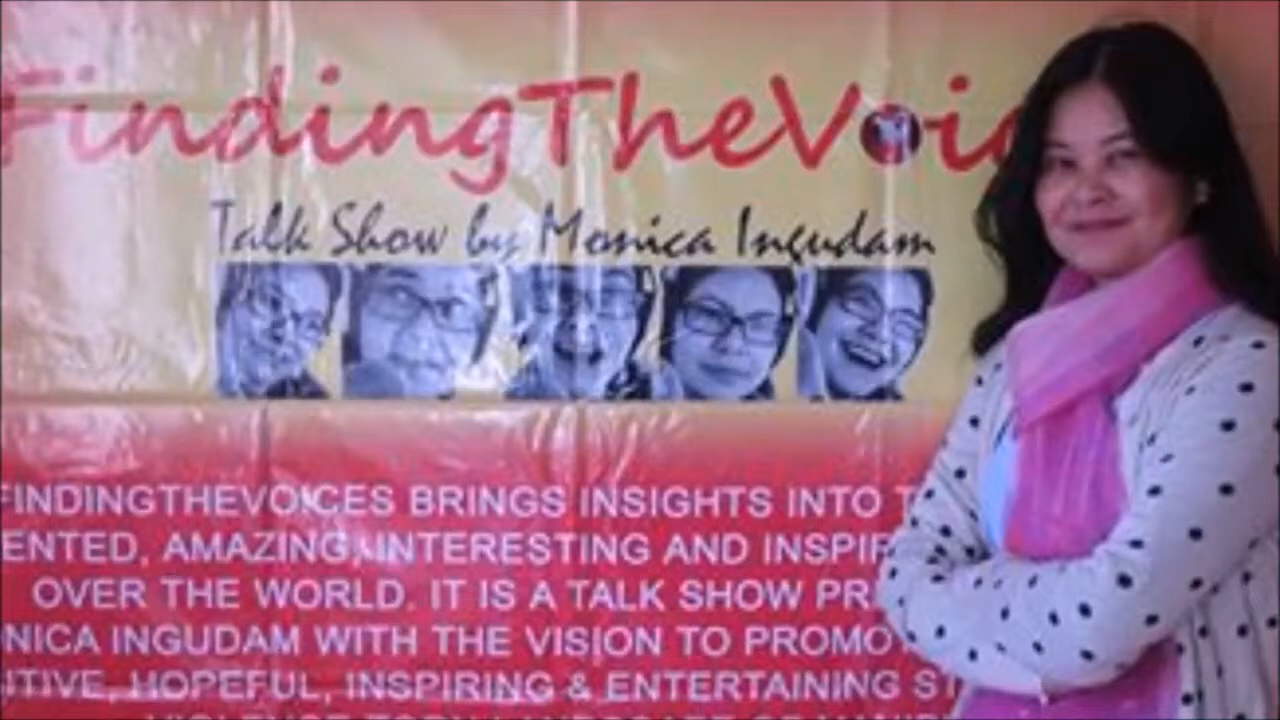 FindingTheVoic
Talk Show by Monica Ingudam
FINDINGTHEVOICES BRINGS INSIGHTS INTO T
ENTED, AMAZING, INTERESTING AND INSPIR
OVER THE WORLD. IT IS A TALK SHOW PR
NICA INGUDAM WITH THE VISION TO PROMO
ITIVE, HOPEFUL, INSPIRING & ENTERTAINING ST